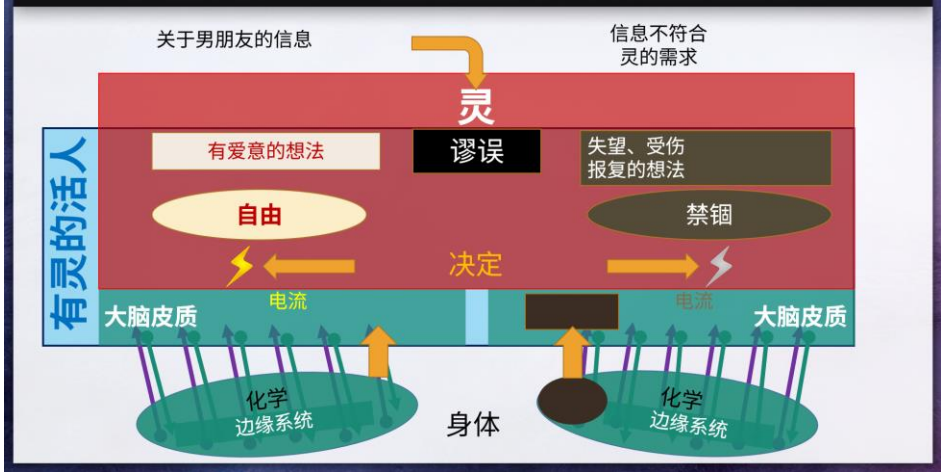 关于男朋友的信息
信息不符合
灵的需求
灵
有爱意的想法
谬误
失望、受伤
报复的想法
有灵的活人
自由
禁锢
决定
电流
电流
大脑皮质
大脑皮质
化学
边缘系统
身体
化学
边缘系统